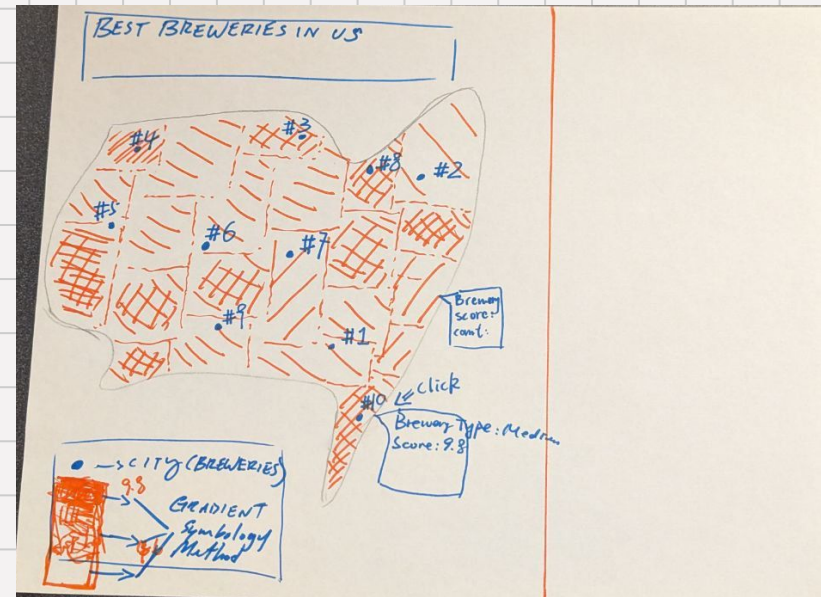 BEST BREWERIES IN US
#4
#3
#8
#2
#5
#6
#7
#9
#1
Brewery
score:
count:
#10
click
Brewery Type: Medium
Score: 9.8
CITY (BREWERIES)
9.8
GRADIENT
Symbology
Method